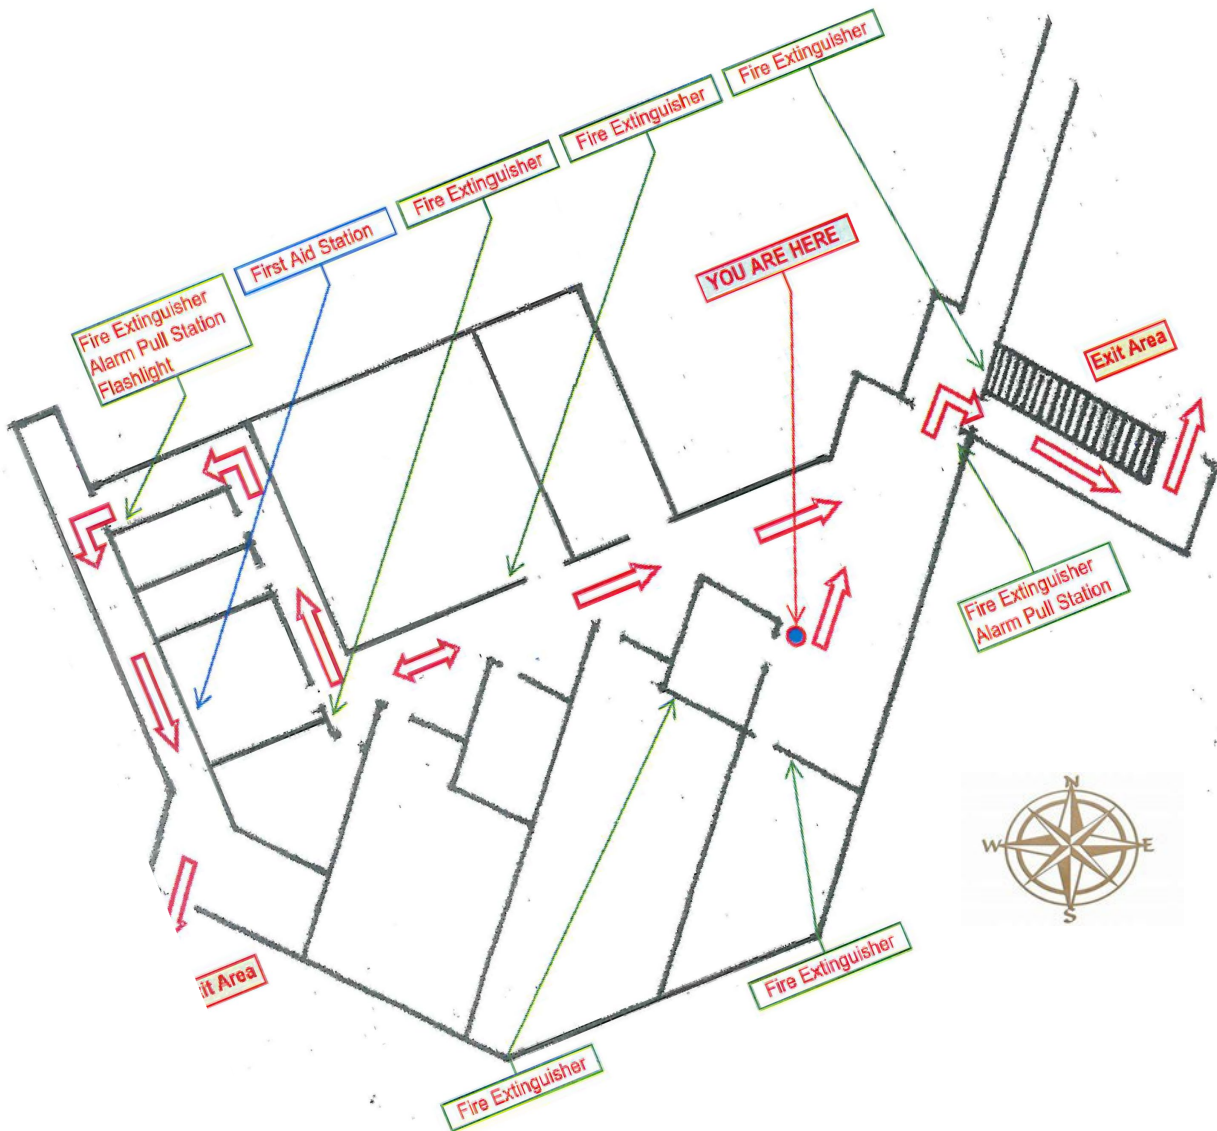 Fire Extinguisher
Fire Extinguisher
Fire Extinguisher
First Aid Station
YOU ARE HERE
Fire Extinguisher
Alarm Pull Station
Flashlight
Exit Area
Fire Extinguisher
Alarm Pull Station
N
W
E
S
Fire Extinguisher
it Area
Fire Extinguisher